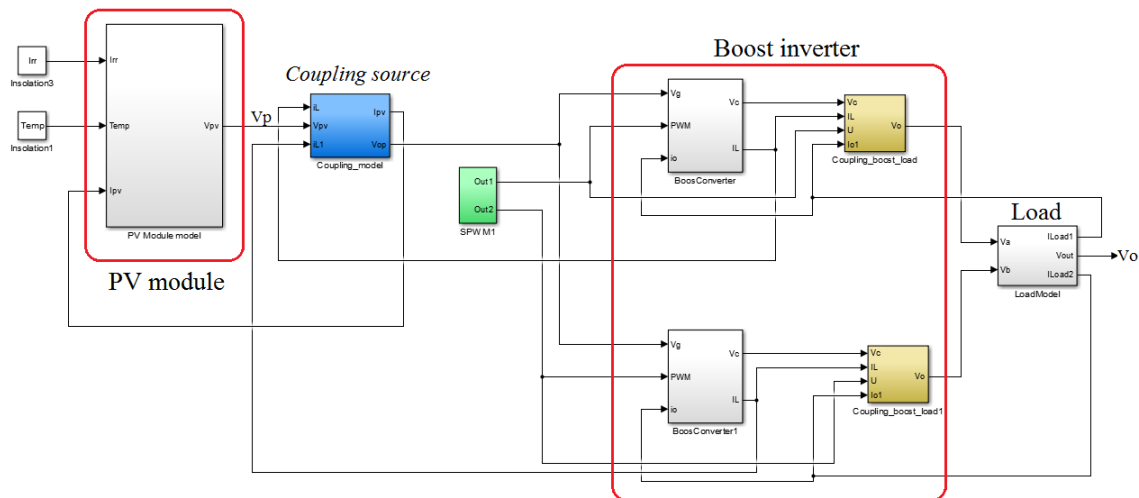 Boost inverter
Coupling source
Irr
Insolation3
Temp
Insolation1
Irr
Temp
Ipv
Vpv
PV Module model
PV module
Vp
iL
Vpv
iL1
Ipv
Vop
Coupling_model
Out1
Out2
SPWM1
Vg
PWM
io
Vc
IL
BoosConverter
Vc
IL
U
Io1
Vo
Coupling_boost_load
Load
Va
Vb
ILoad1
Vout
ILoad2
LoadModel
Vo
Vg
PWM
io
Vc
IL
BoosConverter1
Vc
IL
U
Io1
Vo
Coupling_boost_load1